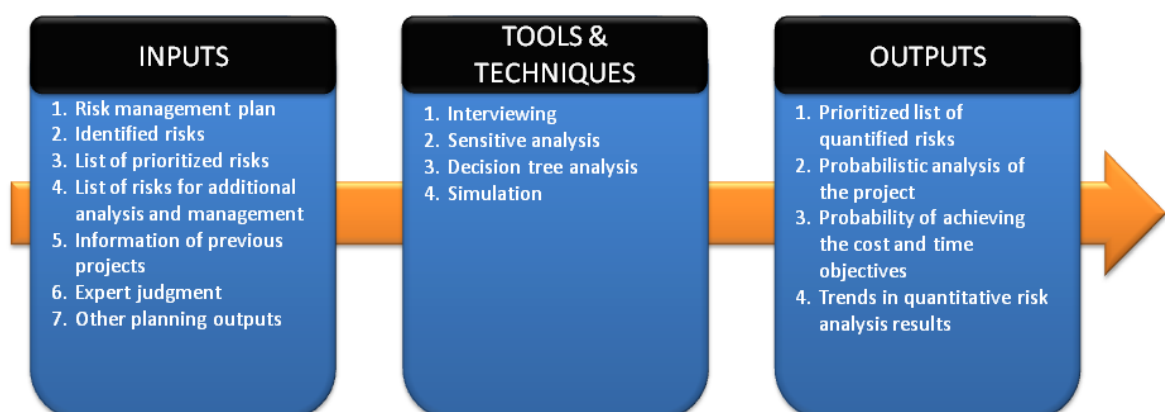 INPUTS
1. Risk management plan
2. Identified risks
3. List of prioritized risks
4. List of risks for additional
analysis and management
5. Information of previous
projects
6. Expert judgment
7. Other planning outputs
TOOLS &
TECHNIQUES
1. Interviewing
2. Sensitive analysis
3. Decision tree analysis
4. Simulation
OUTPUTS
1. Prioritized list of
quantified risks
2. Probabilistic analysis of
the project
3. Probability of achieving
the cost and time
objectives
4. Trends in quantitative risk
analysis results